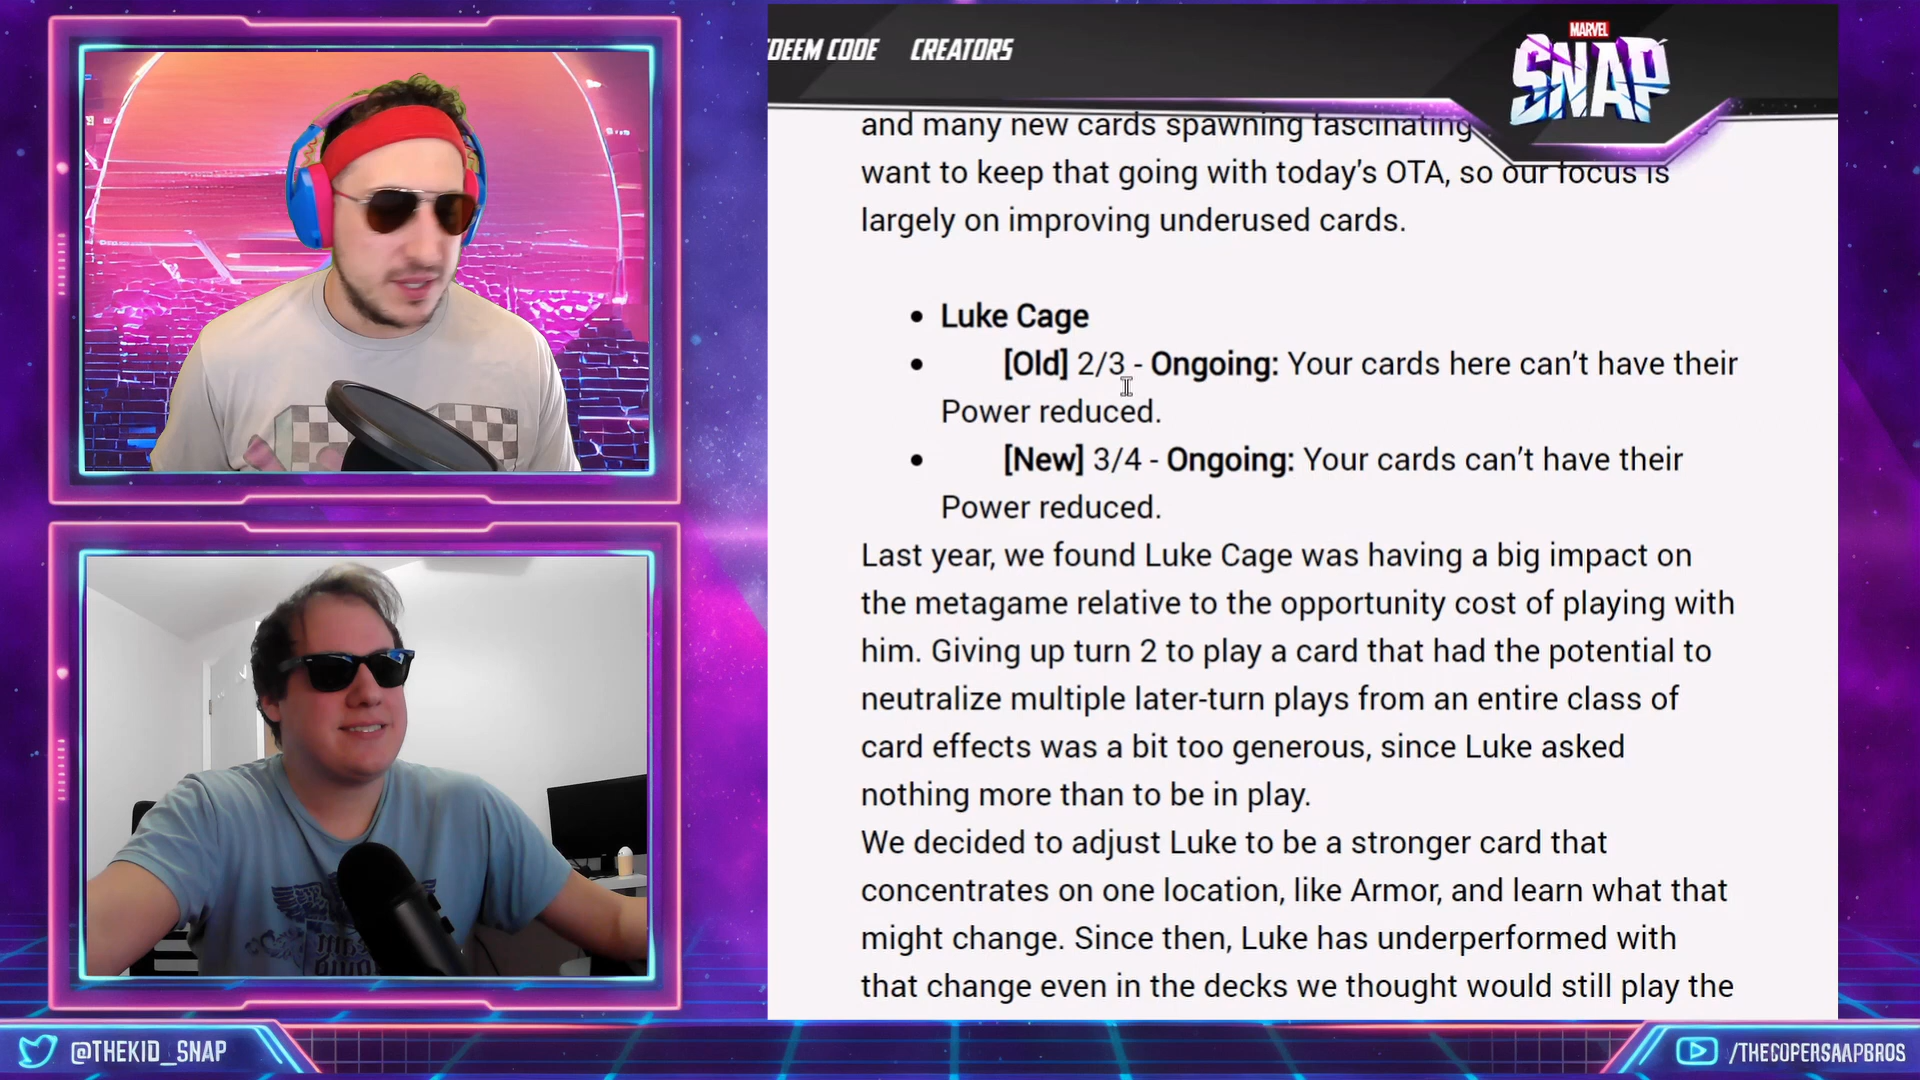 DEEM CODE CREATORS
MARVEL
SNAP
and many new cards spawning fascinating
want to keep that going with today's OTA, so our focus is
largely on improving underused cards.
• Luke Cage
• [Old] 2/3 - Ongoing: Your cards here can't have their
Power reduced.
• [New] 3/4 - Ongoing: Your cards can't have their
Power reduced.
Last year, we found Luke Cage was having a big impact on
the metagame relative to the opportunity cost of playing with
him. Giving up turn 2 to play a card that had the potential to
neutralize multiple later-turn plays from an entire class of
card effects was a bit too generous, since Luke asked
nothing more than to be in play.
We decided to adjust Luke to be a stronger card that
concentrates on one location, like Armor, and learn what that
might change. Since then, Luke has underperformed with
that change even in the decks we thought would still play the
@THEKID_SNAP